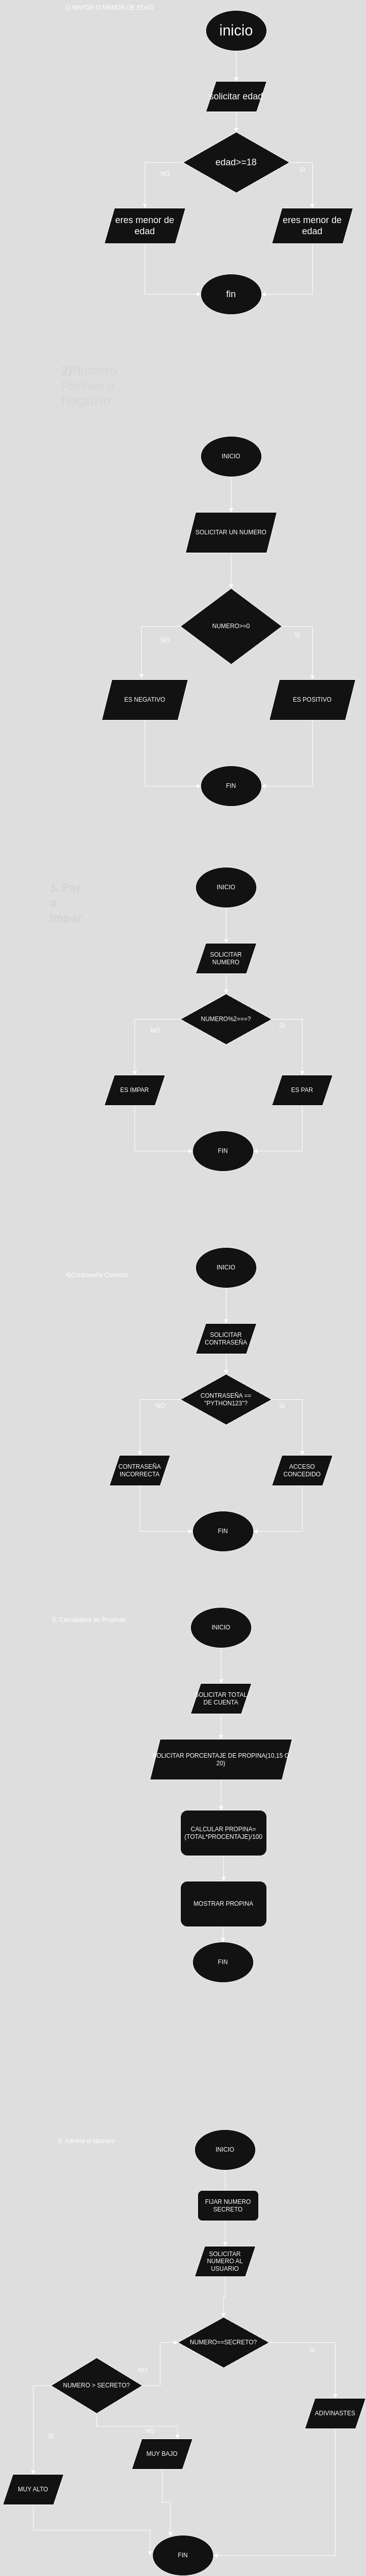 1) MAYOR O MENOR DE EDAD
inicio
solicitar edad
edad>=18
NO
SI
eres menor de
edad
eres menor de
edad
fin
2)Número
Positivo o
Negativo
INICIO
SOLICITAR UN NUMERO
NUMERO>=0
NO
SI
ES NEGATIVO
ES POSITIVO
FIN
3. Par
o
Impar
INICIO
SOLICITAR
NUMERO
NUMERO%2===?
NO
SI
ES IMPAR
ES PAR
FIN
4)Contraseña Correcta
INICIO
SOLICITAR
CONTRASEÑA
CONTRASEÑA ==
"PYTHON123"?
NO
SI
CONTRASEÑA
INCORRECTA
ACCESO
CONCEDIDO
FIN
5. Calculadora de Propinas
INICIO
SOLICITAR TOTAL
DE CUENTA
SOLICITAR PORCENTAJE DE PROPINA(10,15 O
20)
CALCULAR PROPINA=
(TOTAL*PROCENTAJE)/100
MOSTRAR PROPINA
FIN
6. Adivina el Número
INICIO
FIJAR NUMERO
SECRETO
SOLICITAR
NUMERO AL
USUARIO
NUMERO==SECRETO?
SI
NO
NUMERO > SECRETO?
ADIVINASTES
NO
SI
MUY BAJO
MUY ALTO
FIN